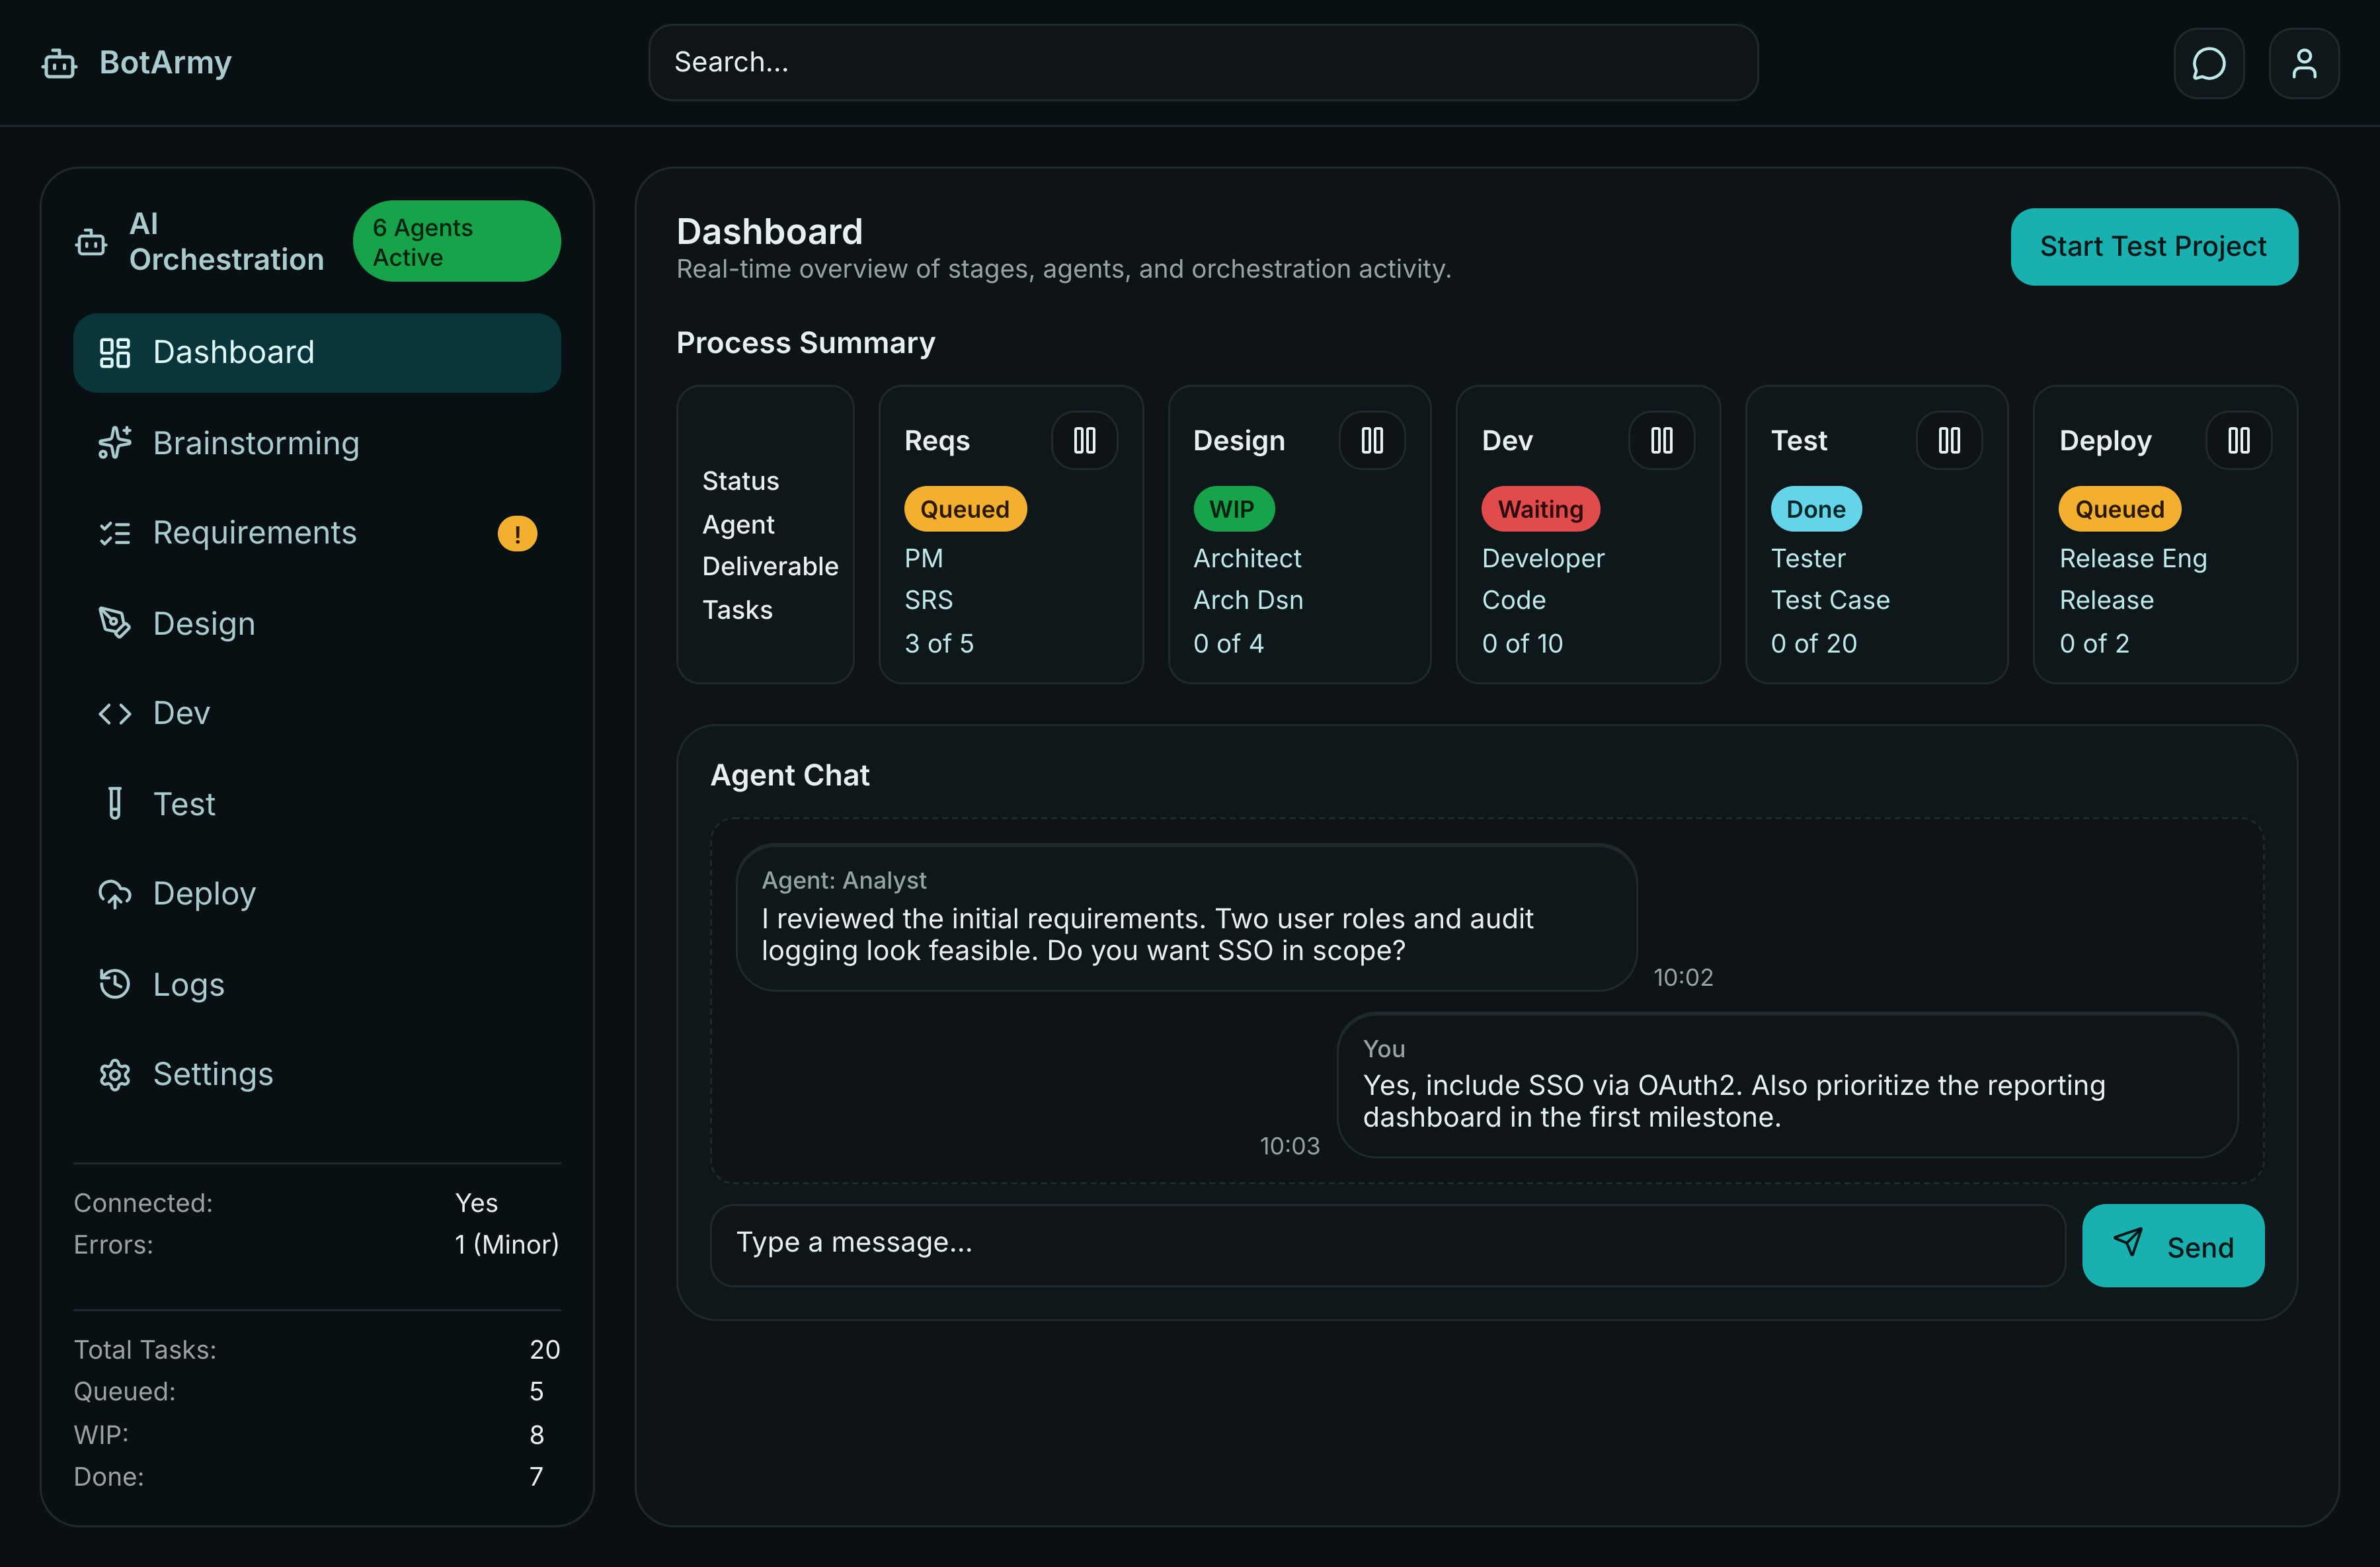 BotArmy
Search...
AI
Orchestration
6 Agents
Active
Dashboard
Brainstorming
Requirements !
Design
Dev
Test
Deploy
Logs
Settings
Connected: Yes
Errors: 1 (Minor)
Total Tasks: 20
Queued: 5
WIP: 8
Done: 7
Dashboard
Real-time overview of stages, agents, and orchestration activity.
Start Test Project
Process Summary
Status
Agent
Deliverable
Tasks
Reqs
Queued
PM
SRS
3 of 5
Design
WIP
Architect
Arch Dsn
0 of 4
Dev
Waiting
Developer
Code
0 of 10
Test
Done
Tester
Test Case
0 of 20
Deploy
Queued
Release Eng
Release
0 of 2
Agent Chat
Agent: Analyst
I reviewed the initial requirements. Two user roles and audit
logging look feasible. Do you want SSO in scope?
10:02
You
Yes, include SSO via OAuth2. Also prioritize the reporting
dashboard in the first milestone.
10:03
Type a message...
Send